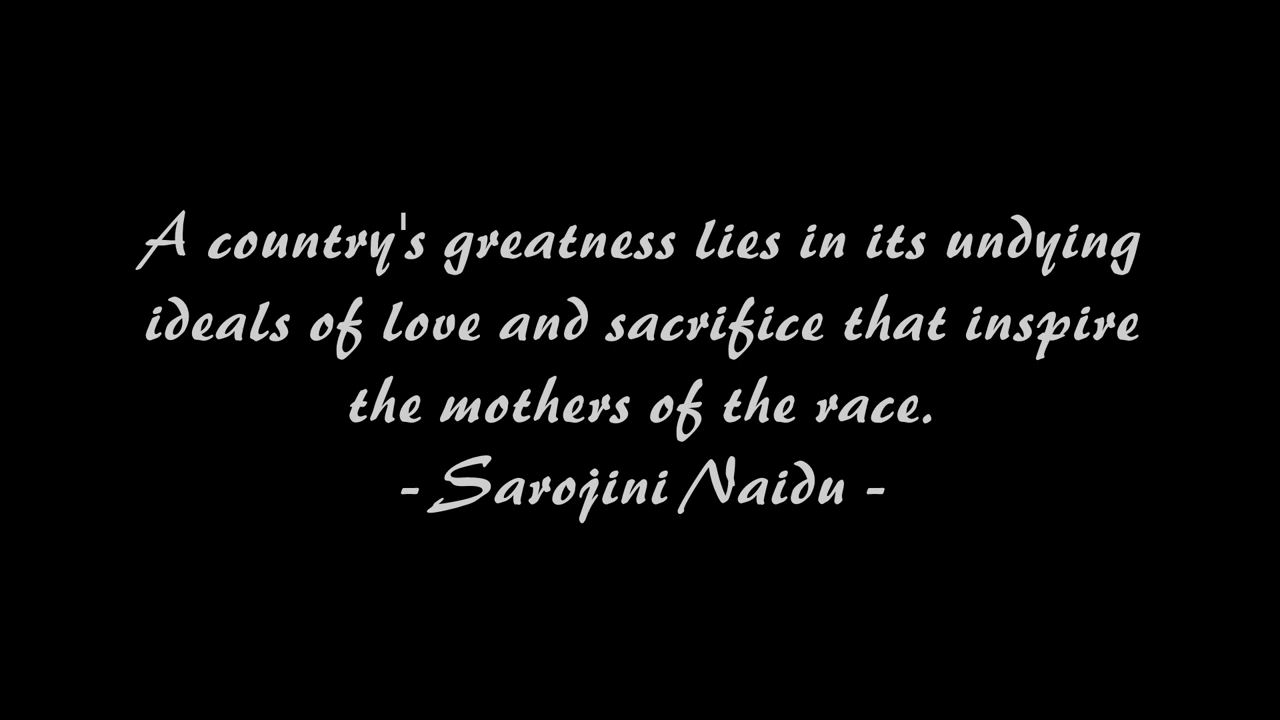 A country's greatness lies in its undying
ideals of love and sacrifice that inspire
the mothers of the race.
- Sarojini Naidu -